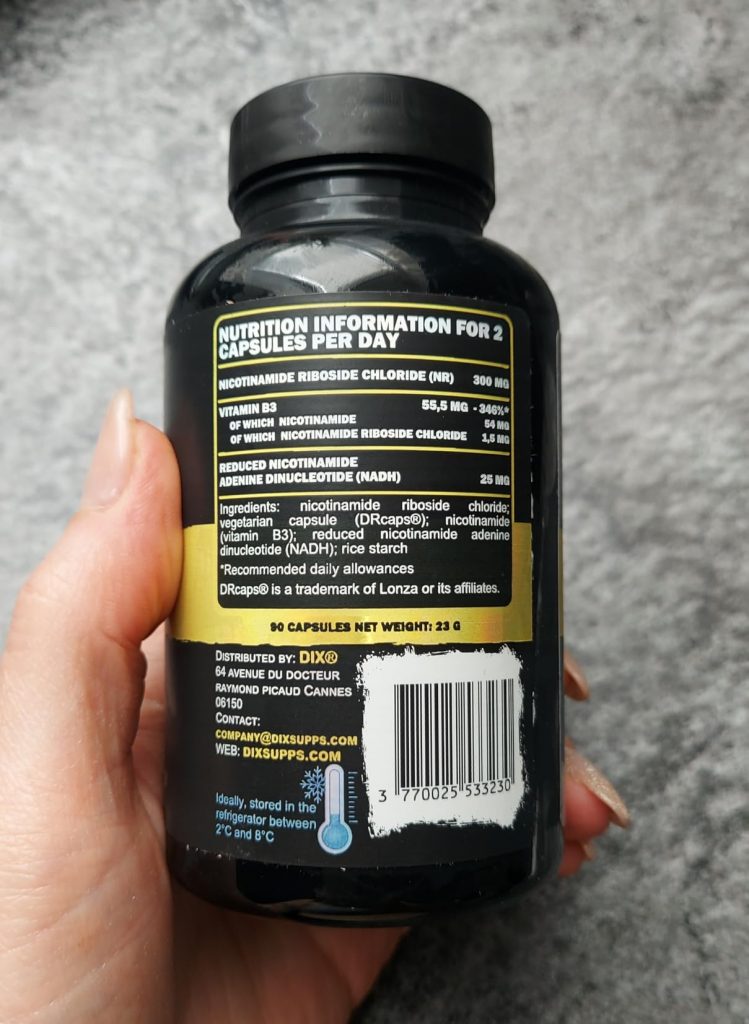 NUTRITION INFORMATION FOR 2
CAPSULES PER DAY
NICOTINAMIDE RIBOSIDE CHLORIDE (NR) 300 MG
VITAMIN B3 55,5 MG - 346%*
OF WHICH NICOTINAMIDE 54 MG
OF WHICH NICOTINAMIDE RIBOSIDE CHLORIDE 1,5 MG
REDUCED NICOTINAMIDE
ADENINE DINUCLEOTIDE (NADH) 25 MG
Ingredients: nicotinamide riboside chloride;
vegetarian capsule (DRcaps®); nicotinamide
(vitamin B3); reduced nicotinamide adenine
dinucleotide (NADH); rice starch
*Recommended daily allowances
DRcaps® is a trademark of Lonza or its affiliates.
90 CAPSULES NET WEIGHT: 23 G
DISTRIBUTED BY: DIX®
64 AVENUE DU DOCTEUR
RAYMOND PICAUD CANNES
06150
CONTACT:
COMPANY@DIXSUPPS.COM
WEB: DIXSUPPS.COM
Ideally, stored in the
refrigerator between
2°C and 8°C
3 770025 533230